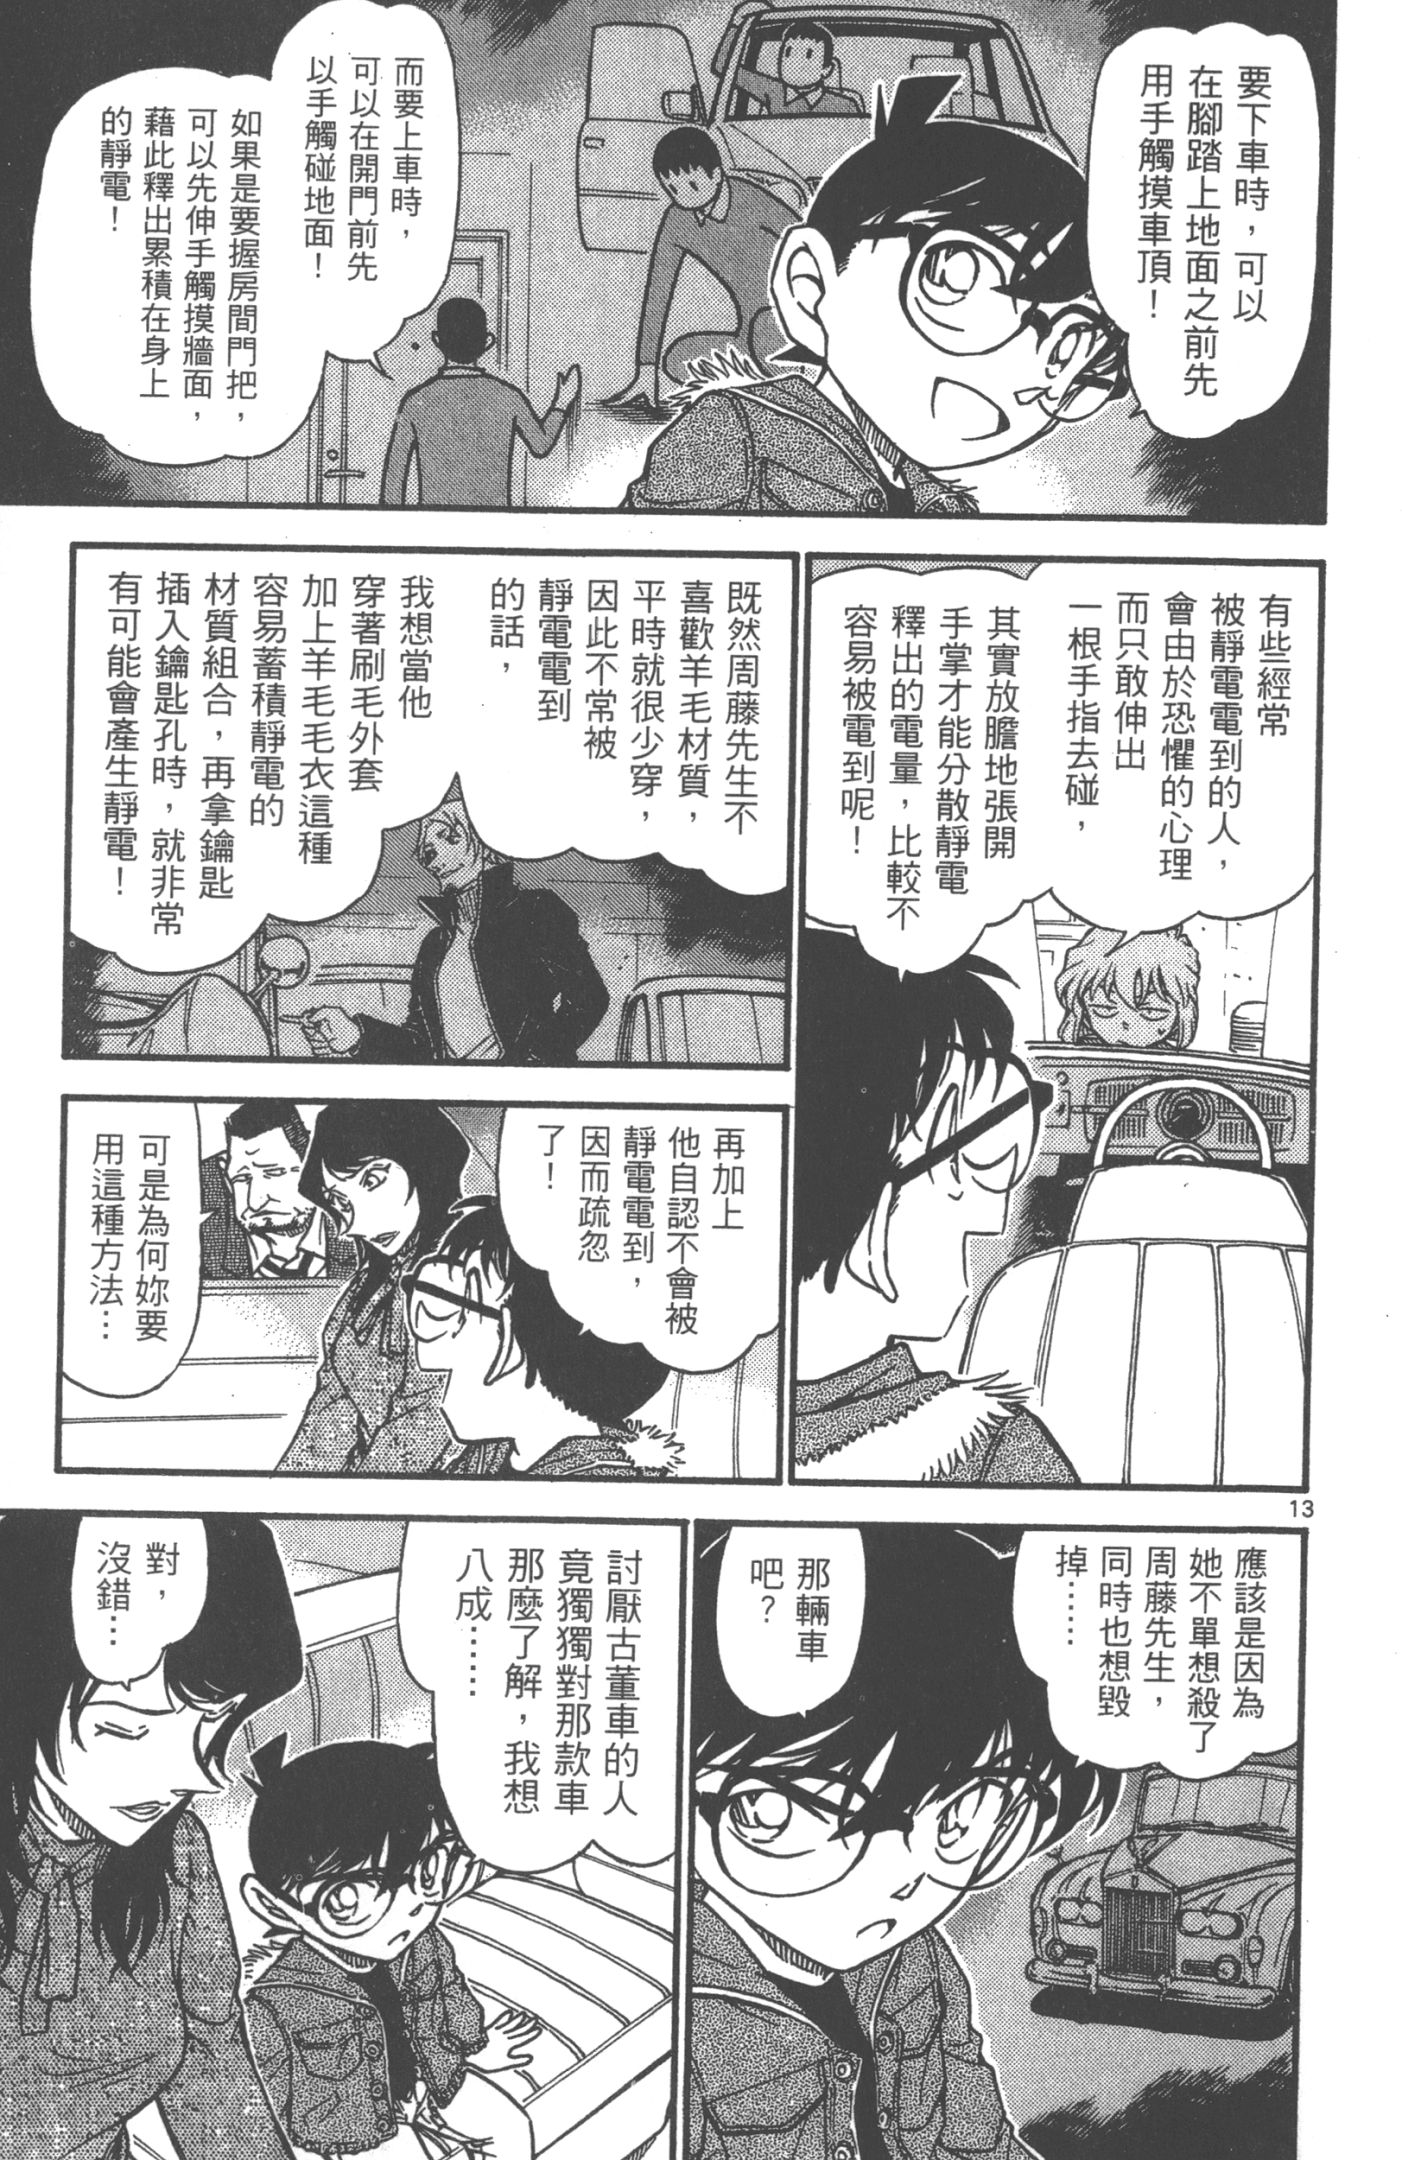 要下車時，可以
在腳踏上地面之前先
用手觸摸車頂！
而要上車時，
可以在開門前先
以手觸碰地面！
如果是要握房間門把，
可以先伸手觸摸牆面，
藉此釋出累積在身上
的靜電！
有些經常
被靜電電到的人，
會由於恐懼的心理
而只敢伸出
一根手指去碰，
其實放膽地張開
手掌才能分散靜電
釋出的電量，比較不
容易被電到呢！
既然周藤先生不
喜歡羊毛材質，
平時就很少穿，
因此不常被
靜電電到
的話，
我想當他
穿著刷毛外套
加上羊毛毛衣這種
容易蓄積靜電的
材質組合，再拿鑰匙
插入鑰匙孔時，就非常
有可能會產生靜電！
再加上
他自認不會被
靜電電到，
因而疏忽
了！
可是為何妳要
用這種方法…
13
應該是因為
她不單想殺了
周藤先生，
同時也想毀
掉……
那輛車
吧？
討厭古董車的人
竟獨獨對那款車
那麼了解，我想
八成……
對，
沒錯…